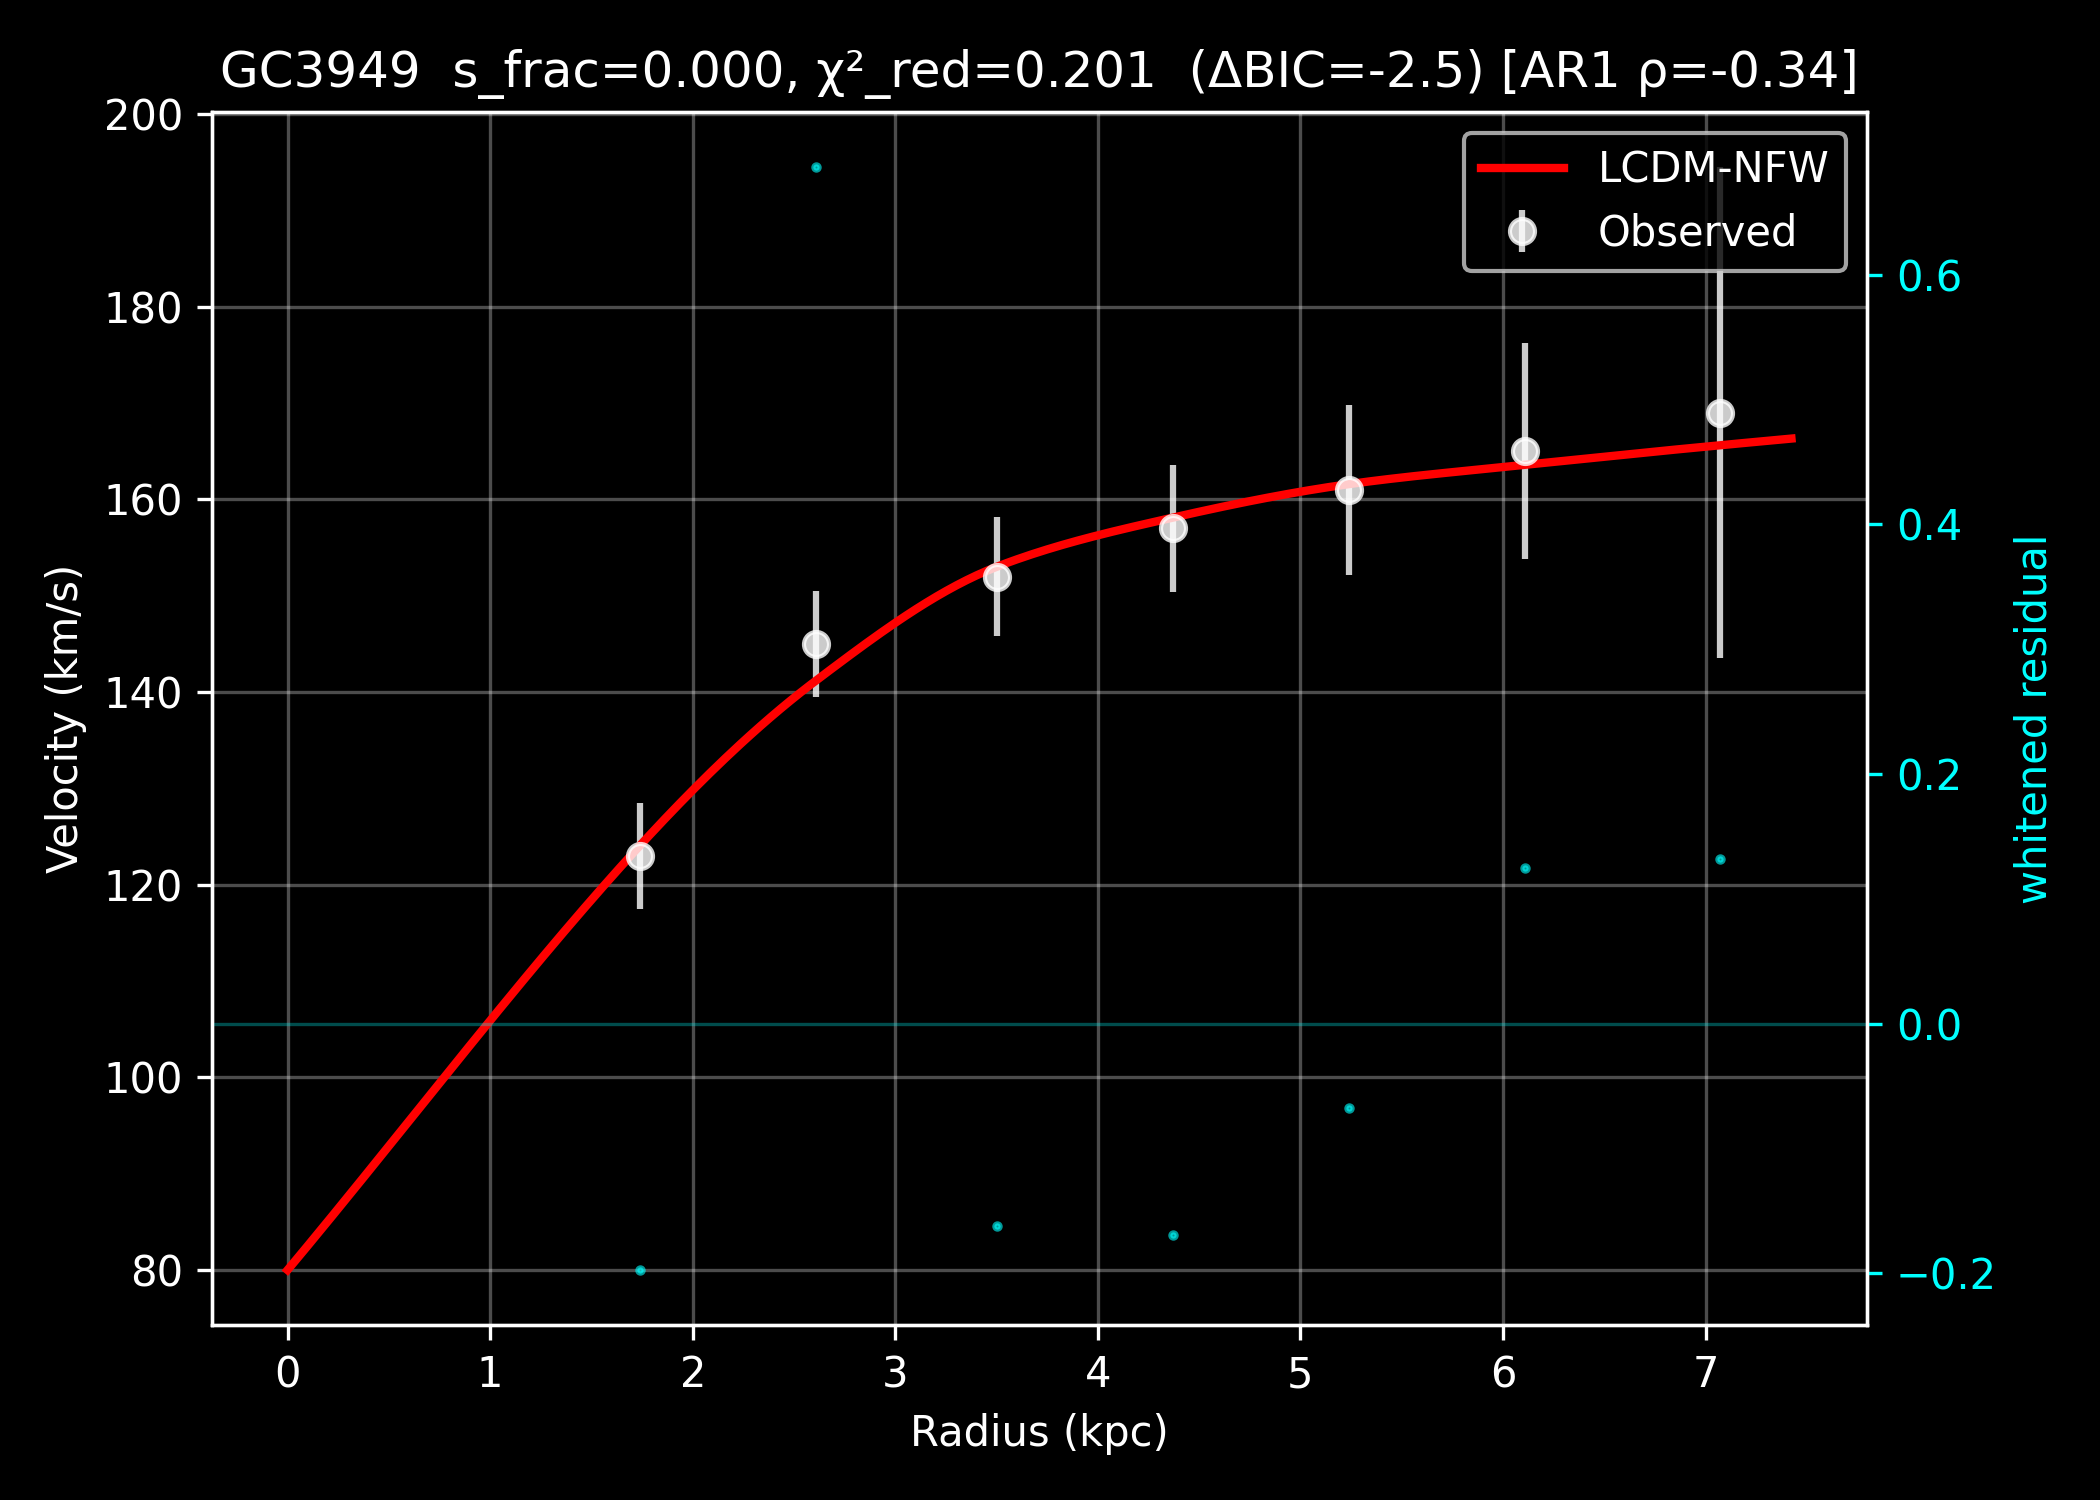 GC3949  s_frac=0.000, χ²_red=0.201  (ΔBIC=-2.5) [AR1 ρ=-0.34]
LCDM-NFW
Observed
Velocity (km/s)
200
180
160
140
120
100
80
0 1 2 3 4 5 6 7
Radius (kpc)
0.6
0.4
0.2
0.0
−0.2
whitened residual